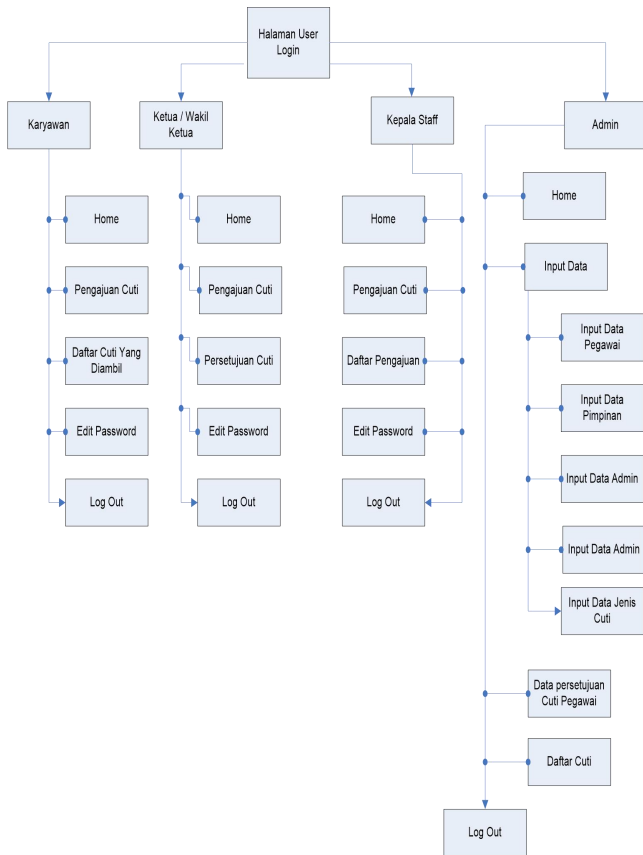 Halaman User
Login
Karyawan
Ketua / Wakil
Ketua
Kepala Staff
Admin
Home
Pengajuan Cuti
Daftar Cuti Yang
Diambil
Edit Password
Log Out
Home
Pengajuan Cuti
Persetujuan Cuti
Edit Password
Log Out
Home
Pengajuan Cuti
Daftar Pengajuan
Edit Password
Log Out
Home
Input Data
Input Data
Pegawai
Input Data
Pimpinan
Input Data Admin
Input Data Admin
Input Data Jenis
Cuti
Data persetujuan
Cuti Pegawai
Daftar Cuti
Log Out